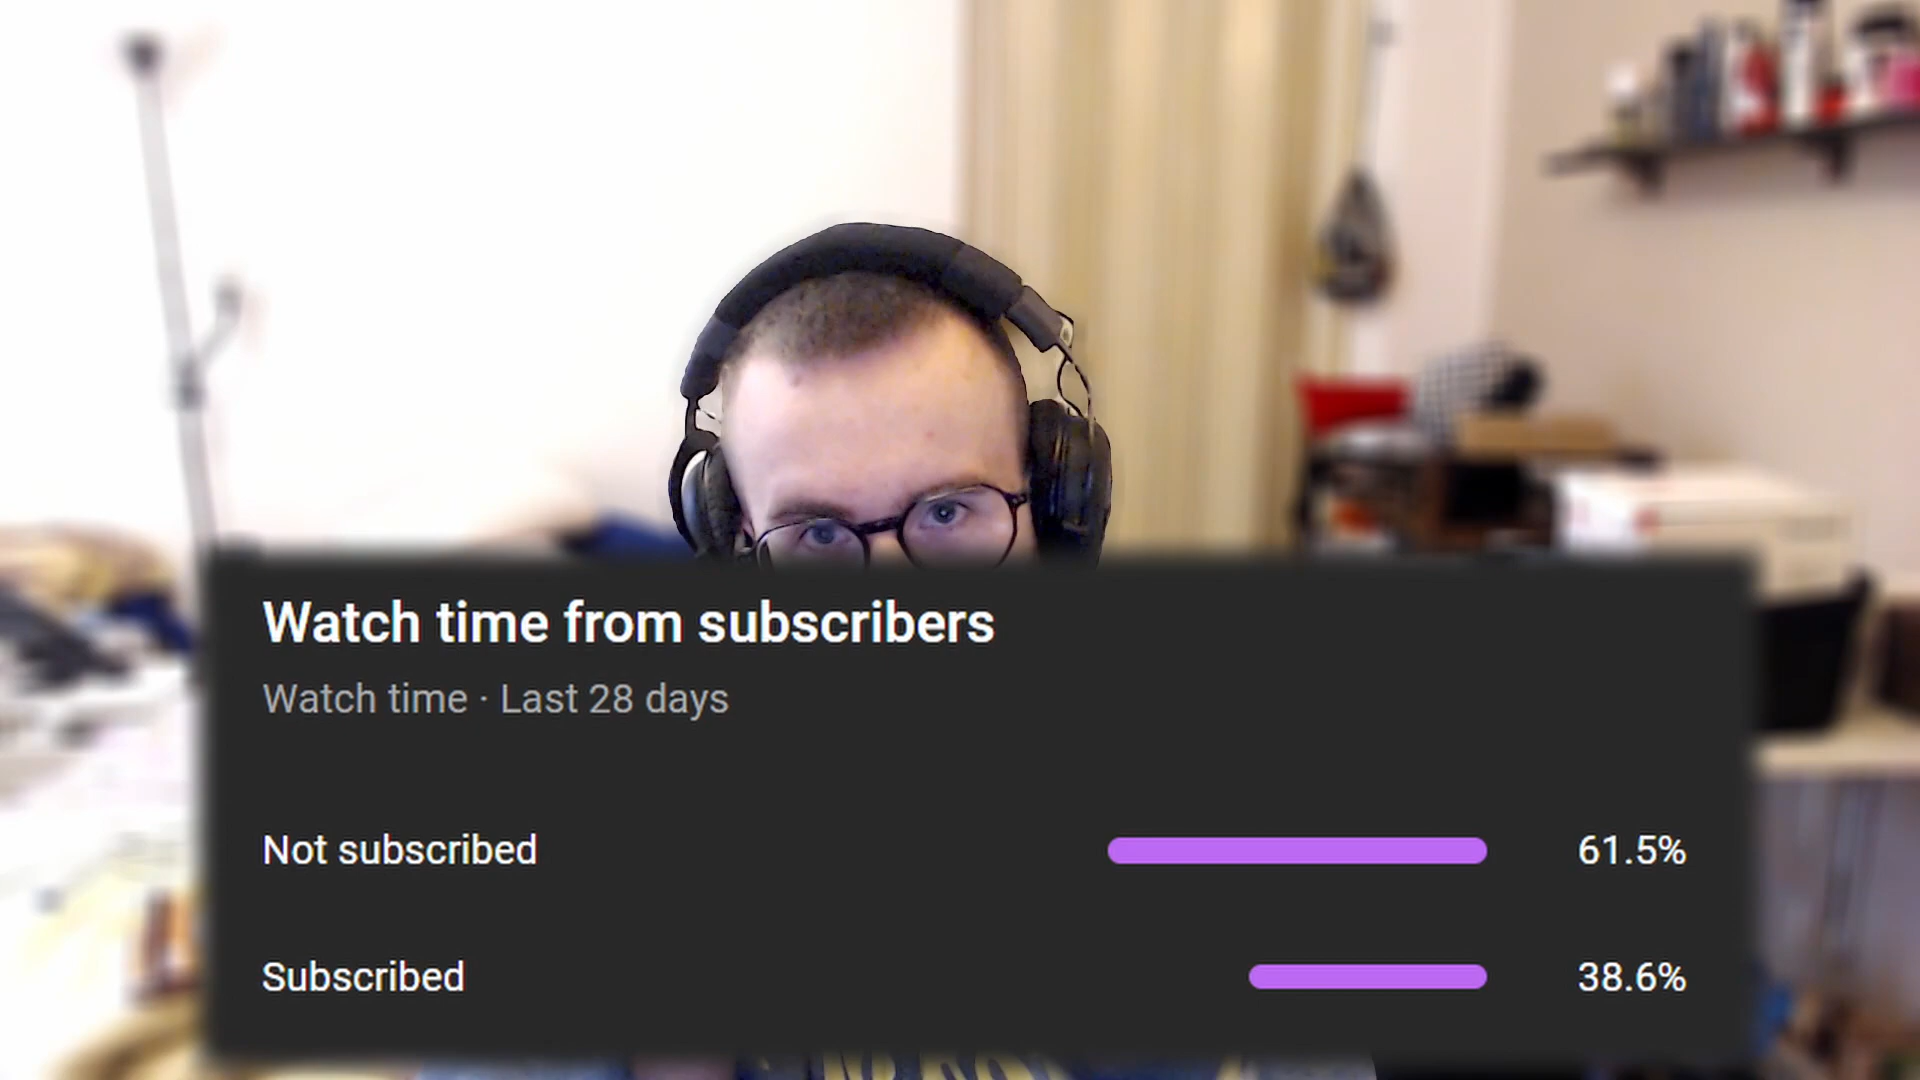 Watch time from subscribers
Watch time · Last 28 days
Not subscribed 61.5%
Subscribed 38.6%